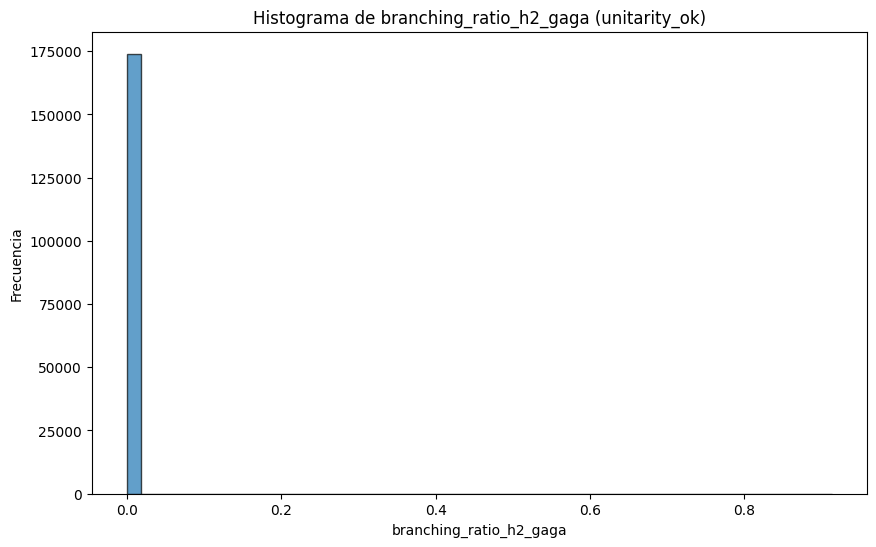 Histograma de branching_ratio_h2_gaga (unitarity_ok)
175000
150000
125000
100000
75000
50000
25000
0
Frecuencia
0.0 0.2 0.4 0.6 0.8
branching_ratio_h2_gaga